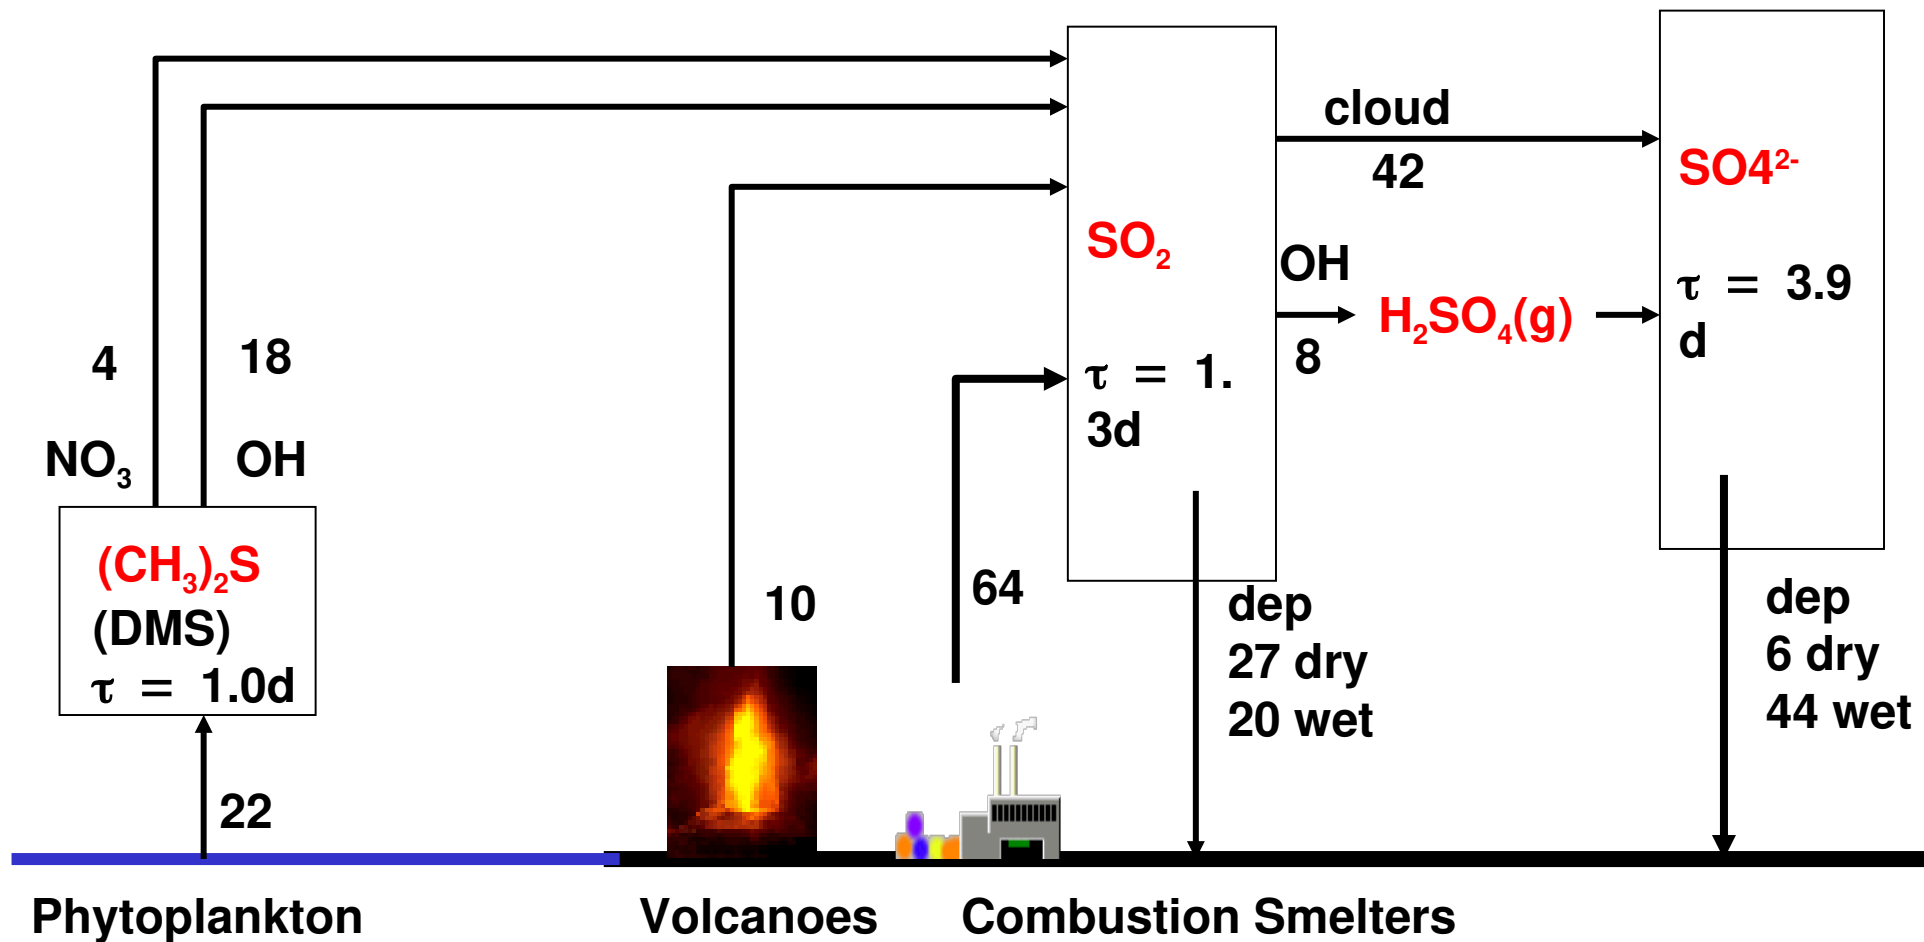 cloud
42
SO4²⁻
τ = 3.9
d
SO₂
τ = 1.
3d
OH
8
H₂SO₄(g)
4
18
NO₃
OH
(CH₃)₂S
(DMS)
τ = 1.0d
22
10
64
dep
27 dry
20 wet
dep
6 dry
44 wet
Phytoplankton
Volcanoes
Combustion Smelters